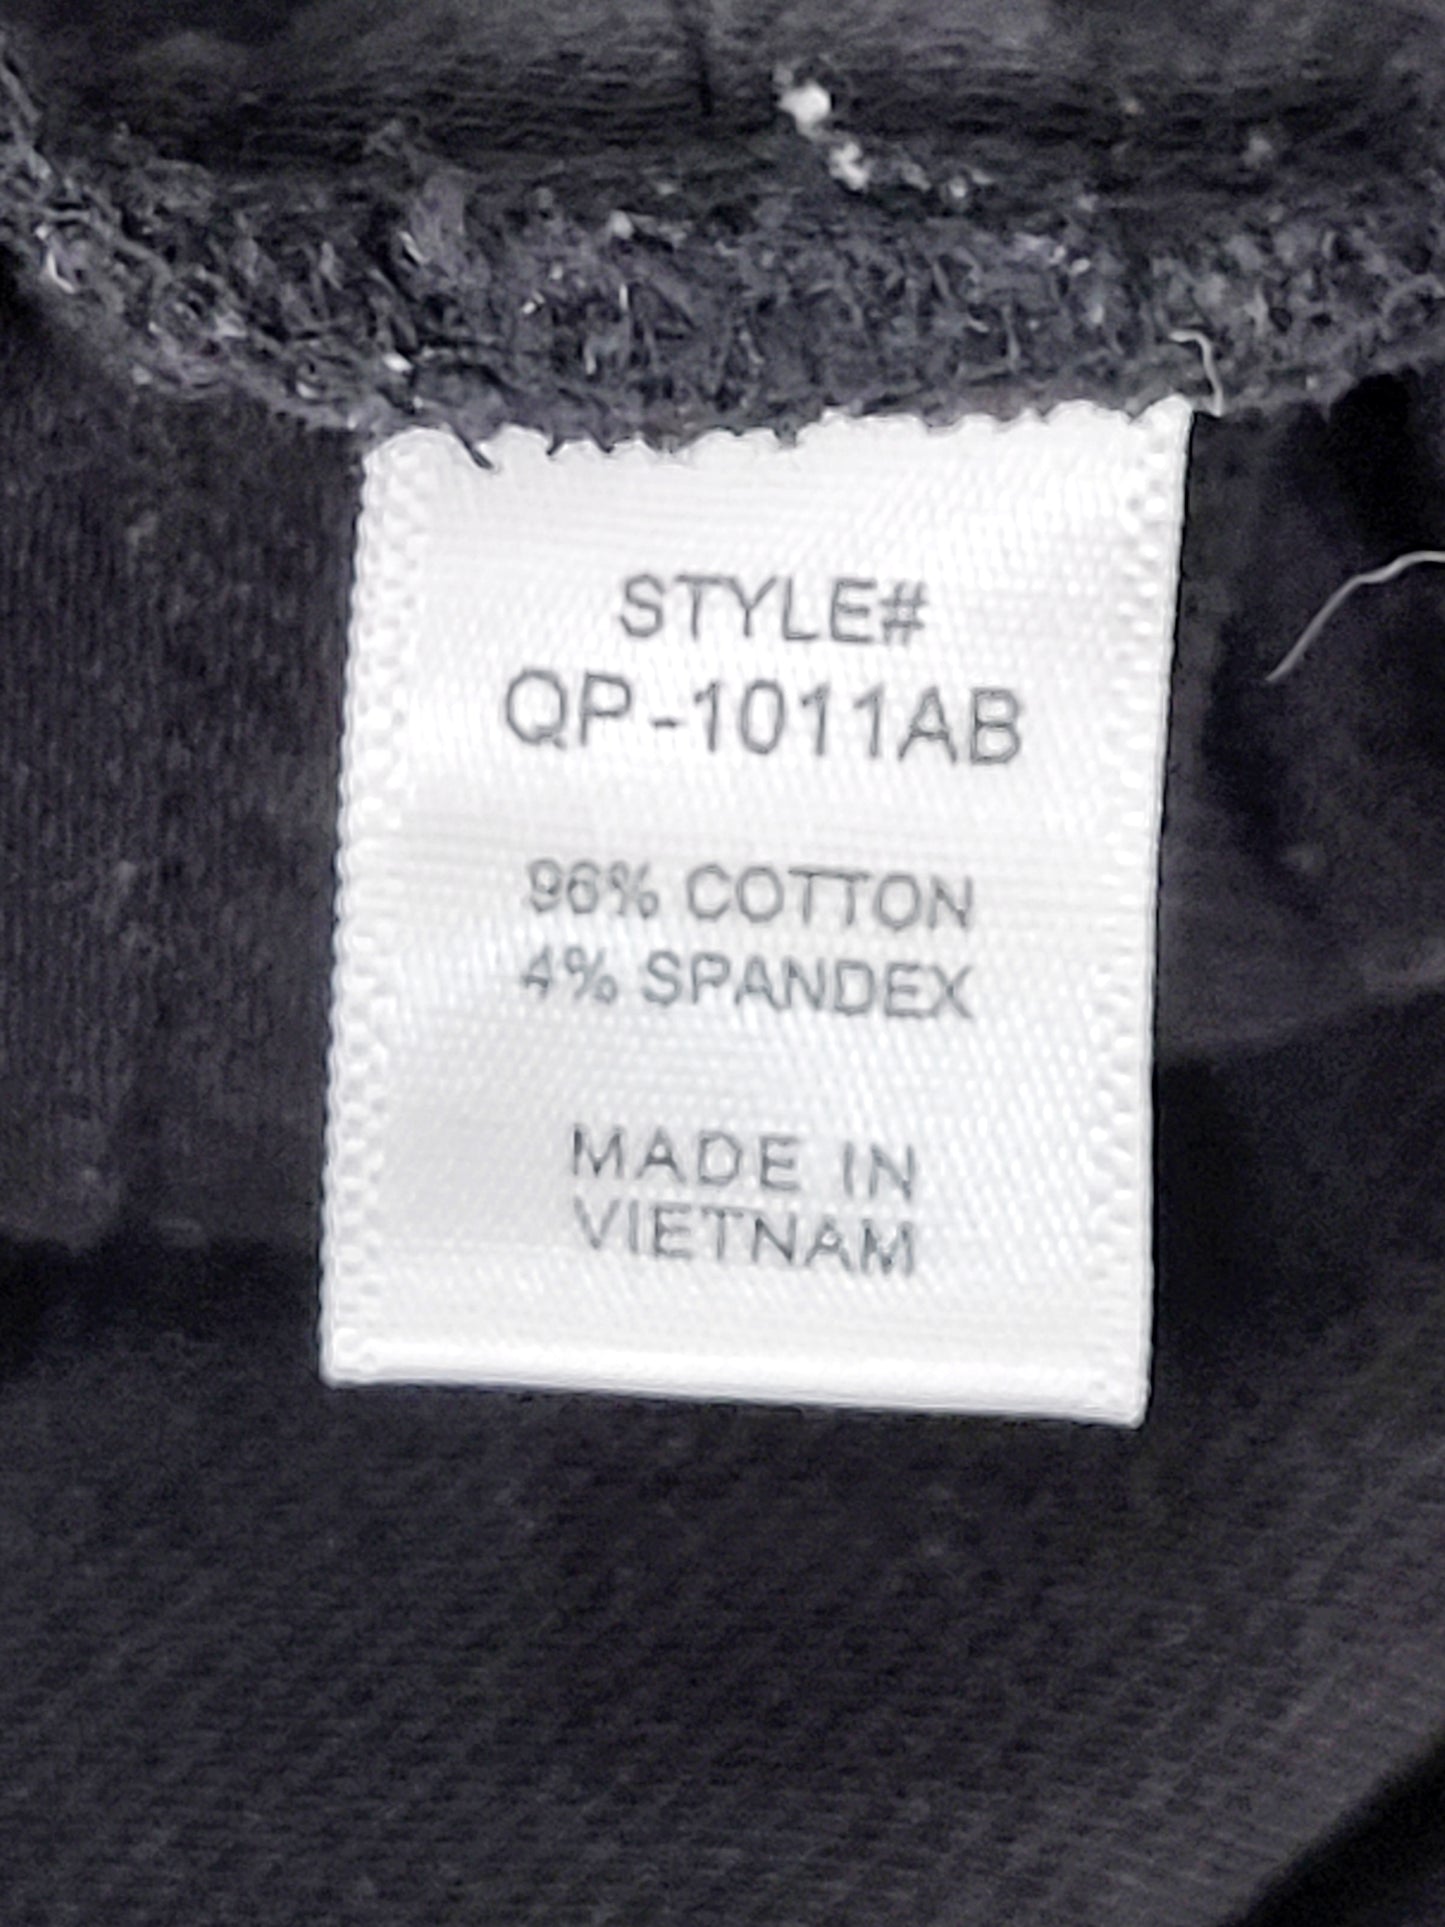 STYLE#
QP-1011AB
96% COTTON
4% SPANDEX
MADE IN
VIETNAM